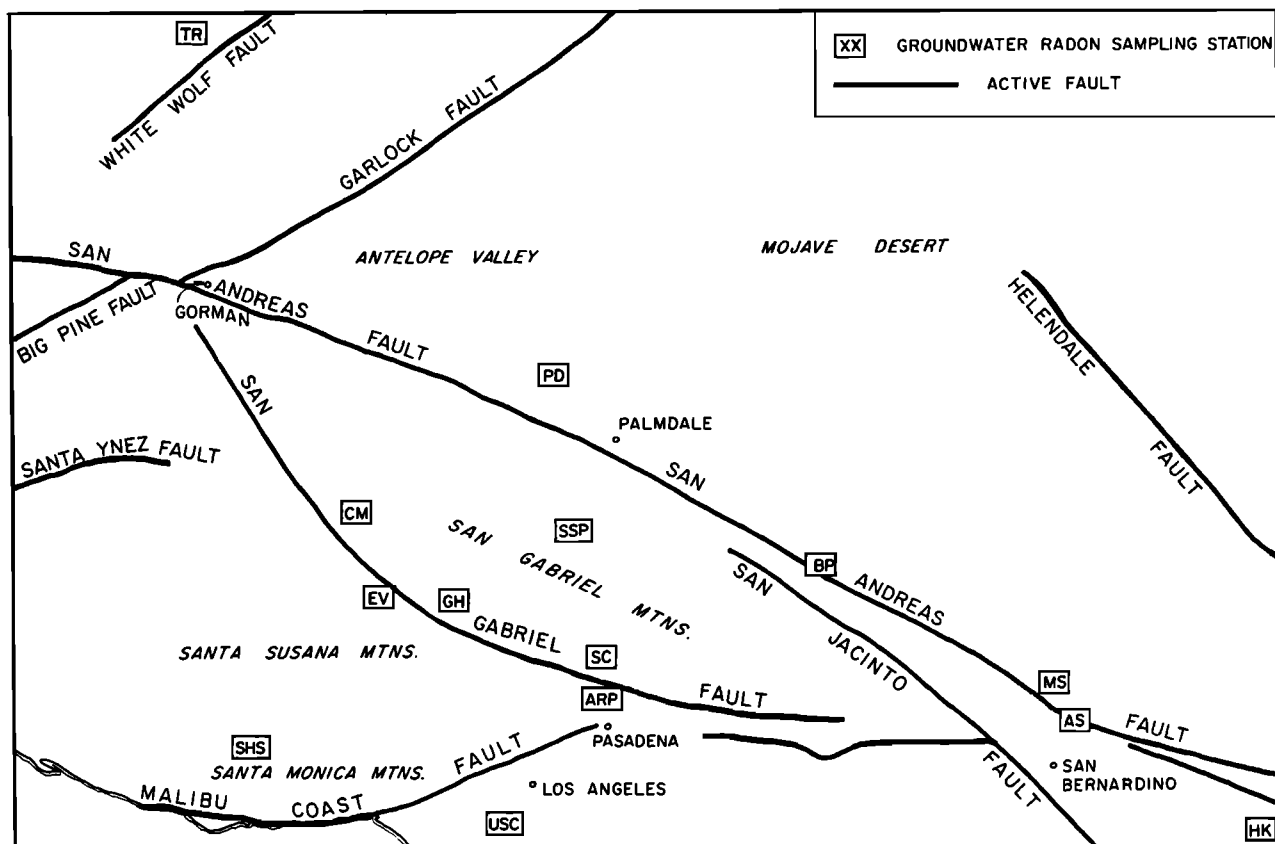 TR
WHITE WOLF FAULT
GARLOCK FAULT
XX GROUNDWATER RADON SAMPLING STATION
ACTIVE FAULT
SAN ANDREAS FAULT
ANTELOPE VALLEY
MOJAVE DESERT
GORMAN
BIG PINE FAULT
HELENDALE FAULT
SAN GABRIEL FAULT
PD
PALMDALE
SANTA YNEZ FAULT
SAN ANDREAS FAULT
CM
SAN GABRIEL MTNS.
SSP
BP
SAN JACINTO FAULT
EV
GH
SANTA SUSANA MTNS.
SC
MS
ARP
AS
PASADENA
SHS
SANTA MONICA MTNS.
MALIBU COAST FAULT
LOS ANGELES
SAN
BERNARDINO
USC
HK